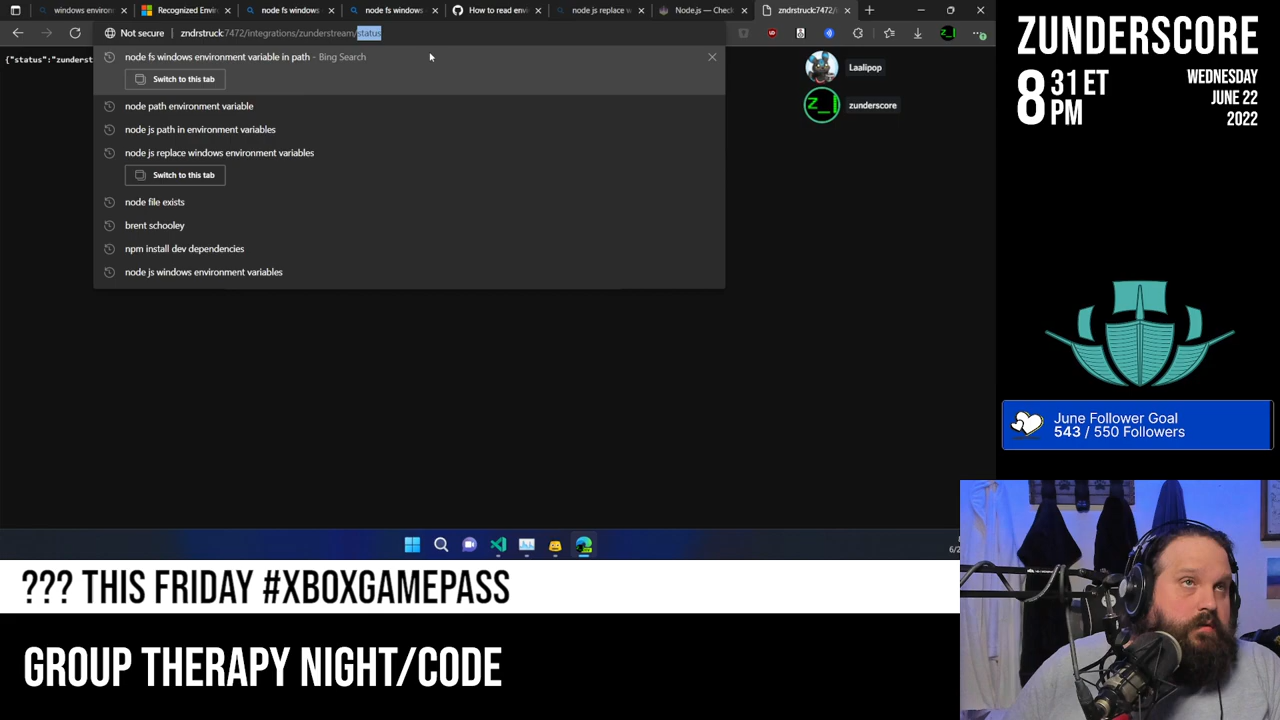 windows environ
Recognized Envi
node fs windows
node fs windows
How to read env
node js replace w
Node.js — Check
zndrstruck:7472/i
Not secure
zndrstruck:7472/integrations/zunderstream/status
{"status":"zunderst
node fs windows environment variable in path - Bing Search
Switch to this tab
node path environment variable
node js path in environment variables
node js replace windows environment variables
Switch to this tab
node file exists
brent schooley
npm install dev dependencies
node js windows environment variables
Laalipop
z_
zunderscore
ZUNDERSCORE
8 31 ET PM
WEDNESDAY
JUNE 22
2022
June Follower Goal
543 / 550 Followers
??? THIS FRIDAY #XBOXGAMEPASS
GROUP THERAPY NIGHT/CODE